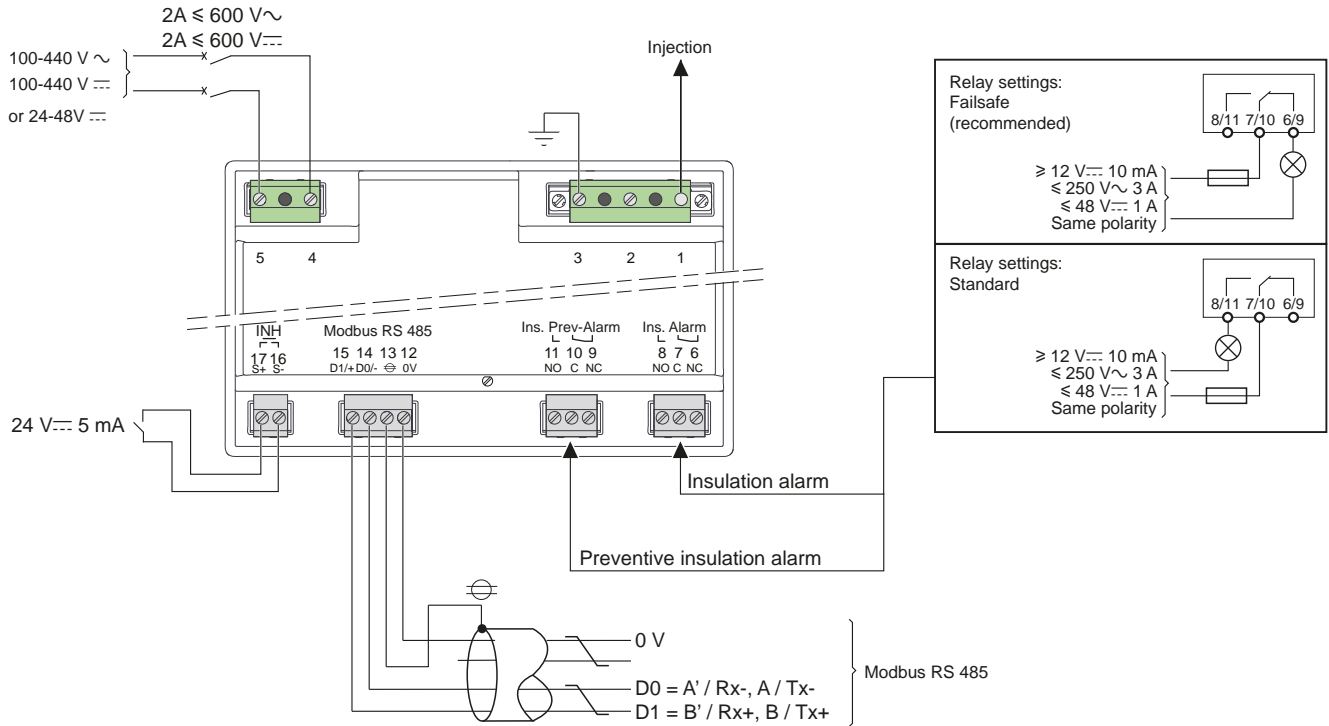 2A ≤ 600 V∼
2A ≤ 600 V⎓
100-440 V ∼
100-440 V ⎓
or 24-48V ⎓
Injection
5 4
3 2 1
INH
17 16
S+ S-
Modbus RS 485
15 14 13 12
D1/+ D0/- 0V
Ins. Prev-Alarm
11 10 9
NO C NC
Ins. Alarm
8 7 6
NO C NC
24 V⎓ 5 mA
Insulation alarm
Preventive insulation alarm
0 V
D0 = A' / Rx-, A / Tx-
D1 = B' / Rx+, B / Tx+
Modbus RS 485
Relay settings:
Failsafe
(recommended)
8/11 7/10 6/9
≥ 12 V⎓ 10 mA
≤ 250 V∼ 3 A
≤ 48 V⎓ 1 A
Same polarity
Relay settings:
Standard
8/11 7/10 6/9
≥ 12 V⎓ 10 mA
≤ 250 V∼ 3 A
≤ 48 V⎓ 1 A
Same polarity